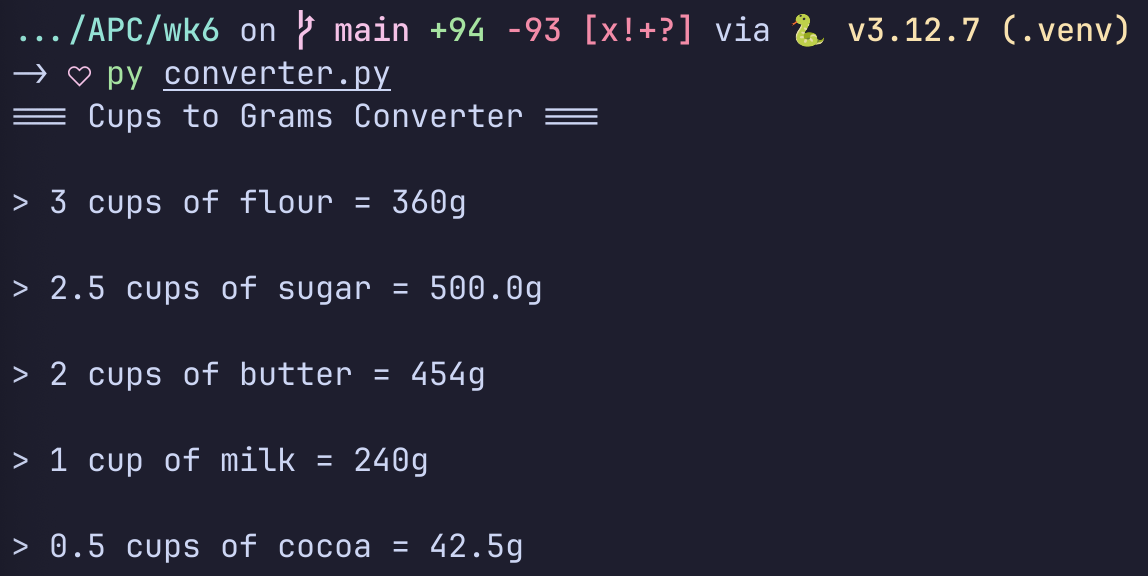 .../APC/wk6 on main +94 -93 [x!+?] via 🐍 v3.12.7 (.venv)
→ ♡ py converter.py
=== Cups to Grams Converter ===
> 3 cups of flour = 360g
> 2.5 cups of sugar = 500.0g
> 2 cups of butter = 454g
> 1 cup of milk = 240g
> 0.5 cups of cocoa = 42.5g